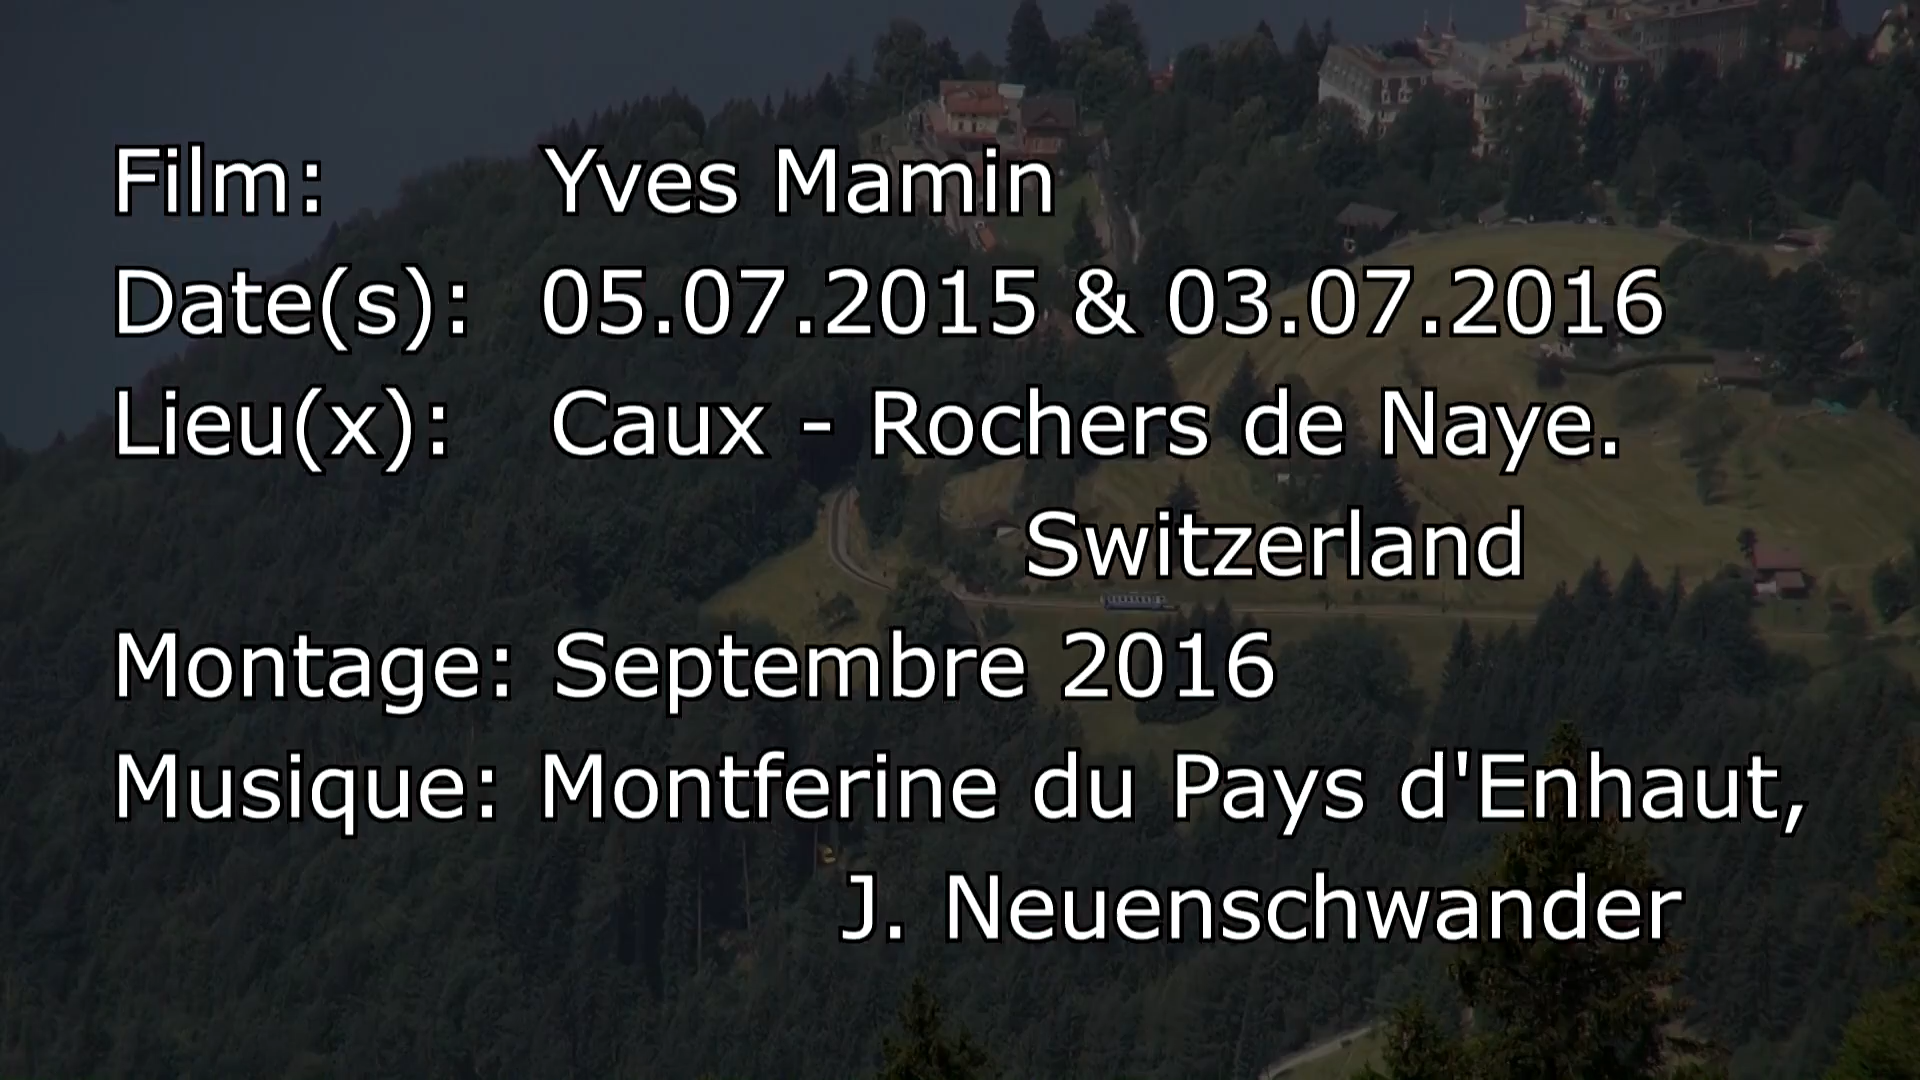 Film: Yves Mamin
Date(s): 05.07.2015 & 03.07.2016
Lieu(x): Caux - Rochers de Naye.
Switzerland
Montage: Septembre 2016
Musique: Montferine du Pays d'Enhaut,
J. Neuenschwander